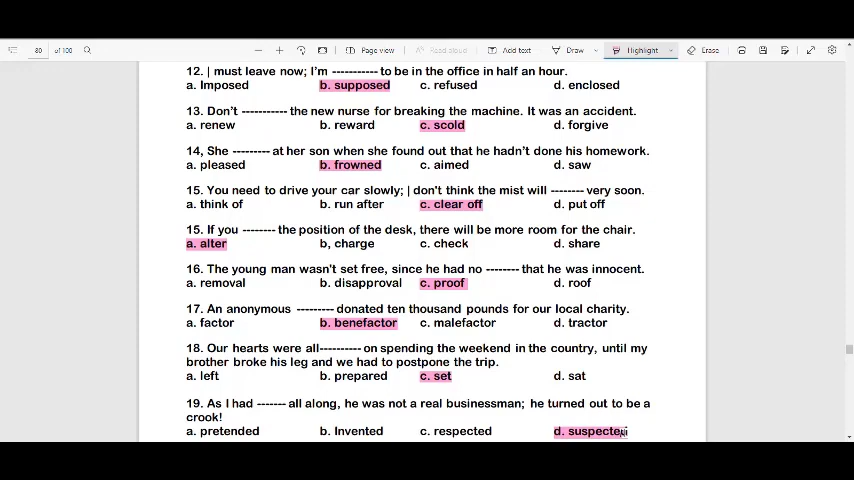 80 of 100 Page view Read aloud Add text Draw Highlight Erase
12. | must leave now; I'm ----------- to be in the office in half an hour.
a. Imposed b. supposed c. refused d. enclosed
13. Don't ----------- the new nurse for breaking the machine. It was an accident.
a. renew b. reward c. scold d. forgive
14, She --------- at her son when she found out that he hadn't done his homework.
a. pleased b. frowned c. aimed d. saw
15. You need to drive your car slowly; | don't think the mist will -------- very soon.
a. think of b. run after c. clear off d. put off
15. If you -------- the position of the desk, there will be more room for the chair.
a. alter b, charge c. check d. share
16. The young man wasn't set free, since he had no -------- that he was innocent.
a. removal b. disapproval c. proof d. roof
17. An anonymous --------- donated ten thousand pounds for our local charity.
a. factor b. benefactor c. malefactor d. tractor
18. Our hearts were all---------- on spending the weekend in the country, until my
brother broke his leg and we had to postpone the trip.
a. left b. prepared c. set d. sat
19. As I had ------- all along, he was not a real businessman; he turned out to be a
crook!
a. pretended b. Invented c. respected d. suspected